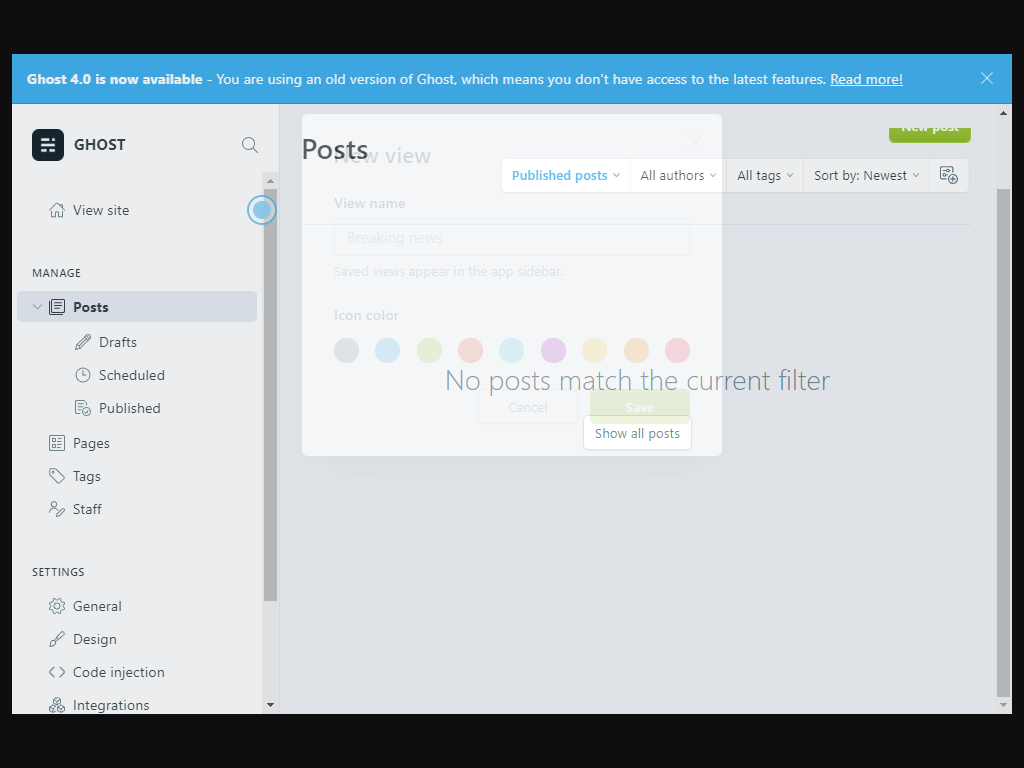 Ghost 4.0 is now available - You are using an old version of Ghost, which means you don't have access to the latest features. Read more!
GHOST
View site
MANAGE
Posts
Drafts
Scheduled
Published
Pages
Tags
Staff
SETTINGS
General
Design
Code injection
Integrations
New post
Posts
Published posts
All authors
All tags
Sort by: Newest
New view
View name
Breaking news
Saved views appear in the app sidebar.
Icon color
No posts match the current filter
Cancel
Save
Show all posts